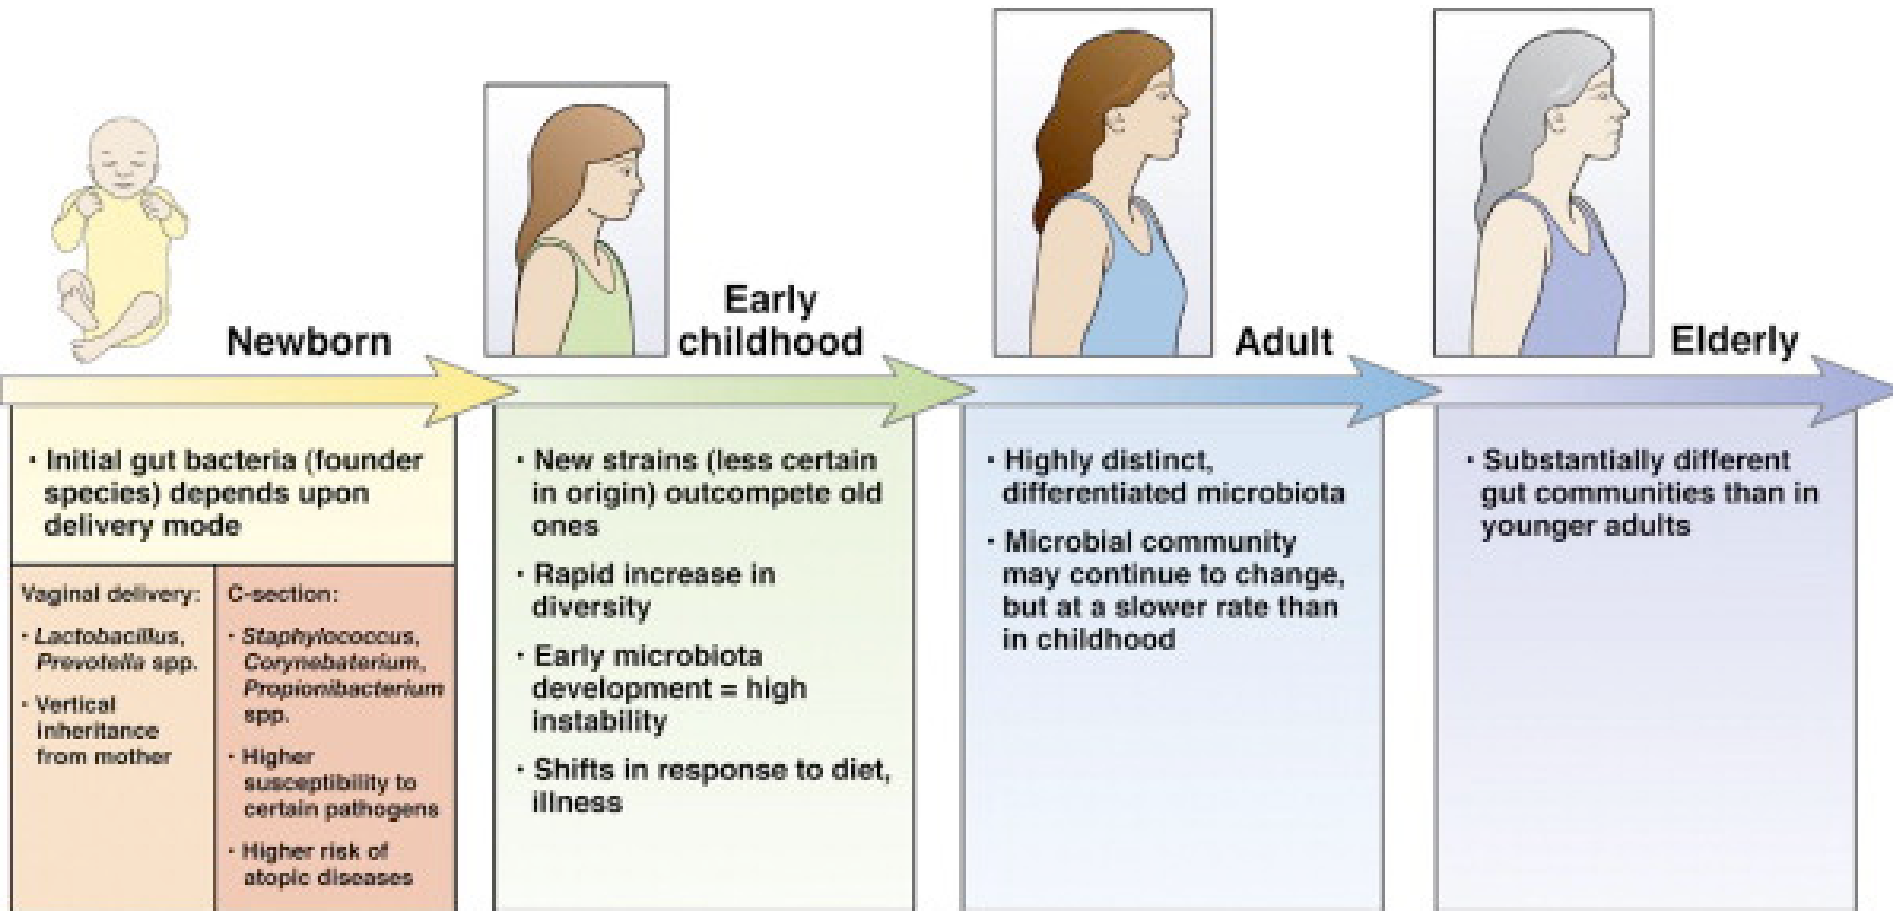 Newborn
· Initial gut bacteria (founder
species) depends upon
delivery mode
Vaginal delivery:
· Lactobacillus,
Prevotella spp.
· Vertical
inheritance
from mother
C-section:
· Staphylococcus,
Corynebaterium,
Propionibacterium
spp.
· Higher
susceptibility to
certain pathogens
· Higher risk of
atopic diseases
Early
childhood
· New strains (less certain
in origin) outcompete old
ones
· Rapid increase in
diversity
· Early microbiota
development = high
instability
· Shifts in response to diet,
illness
Adult
· Highly distinct,
differentiated microbiota
· Microbial community
may continue to change,
but at a slower rate than
in childhood
Elderly
· Substantially different
gut communities than in
younger adults